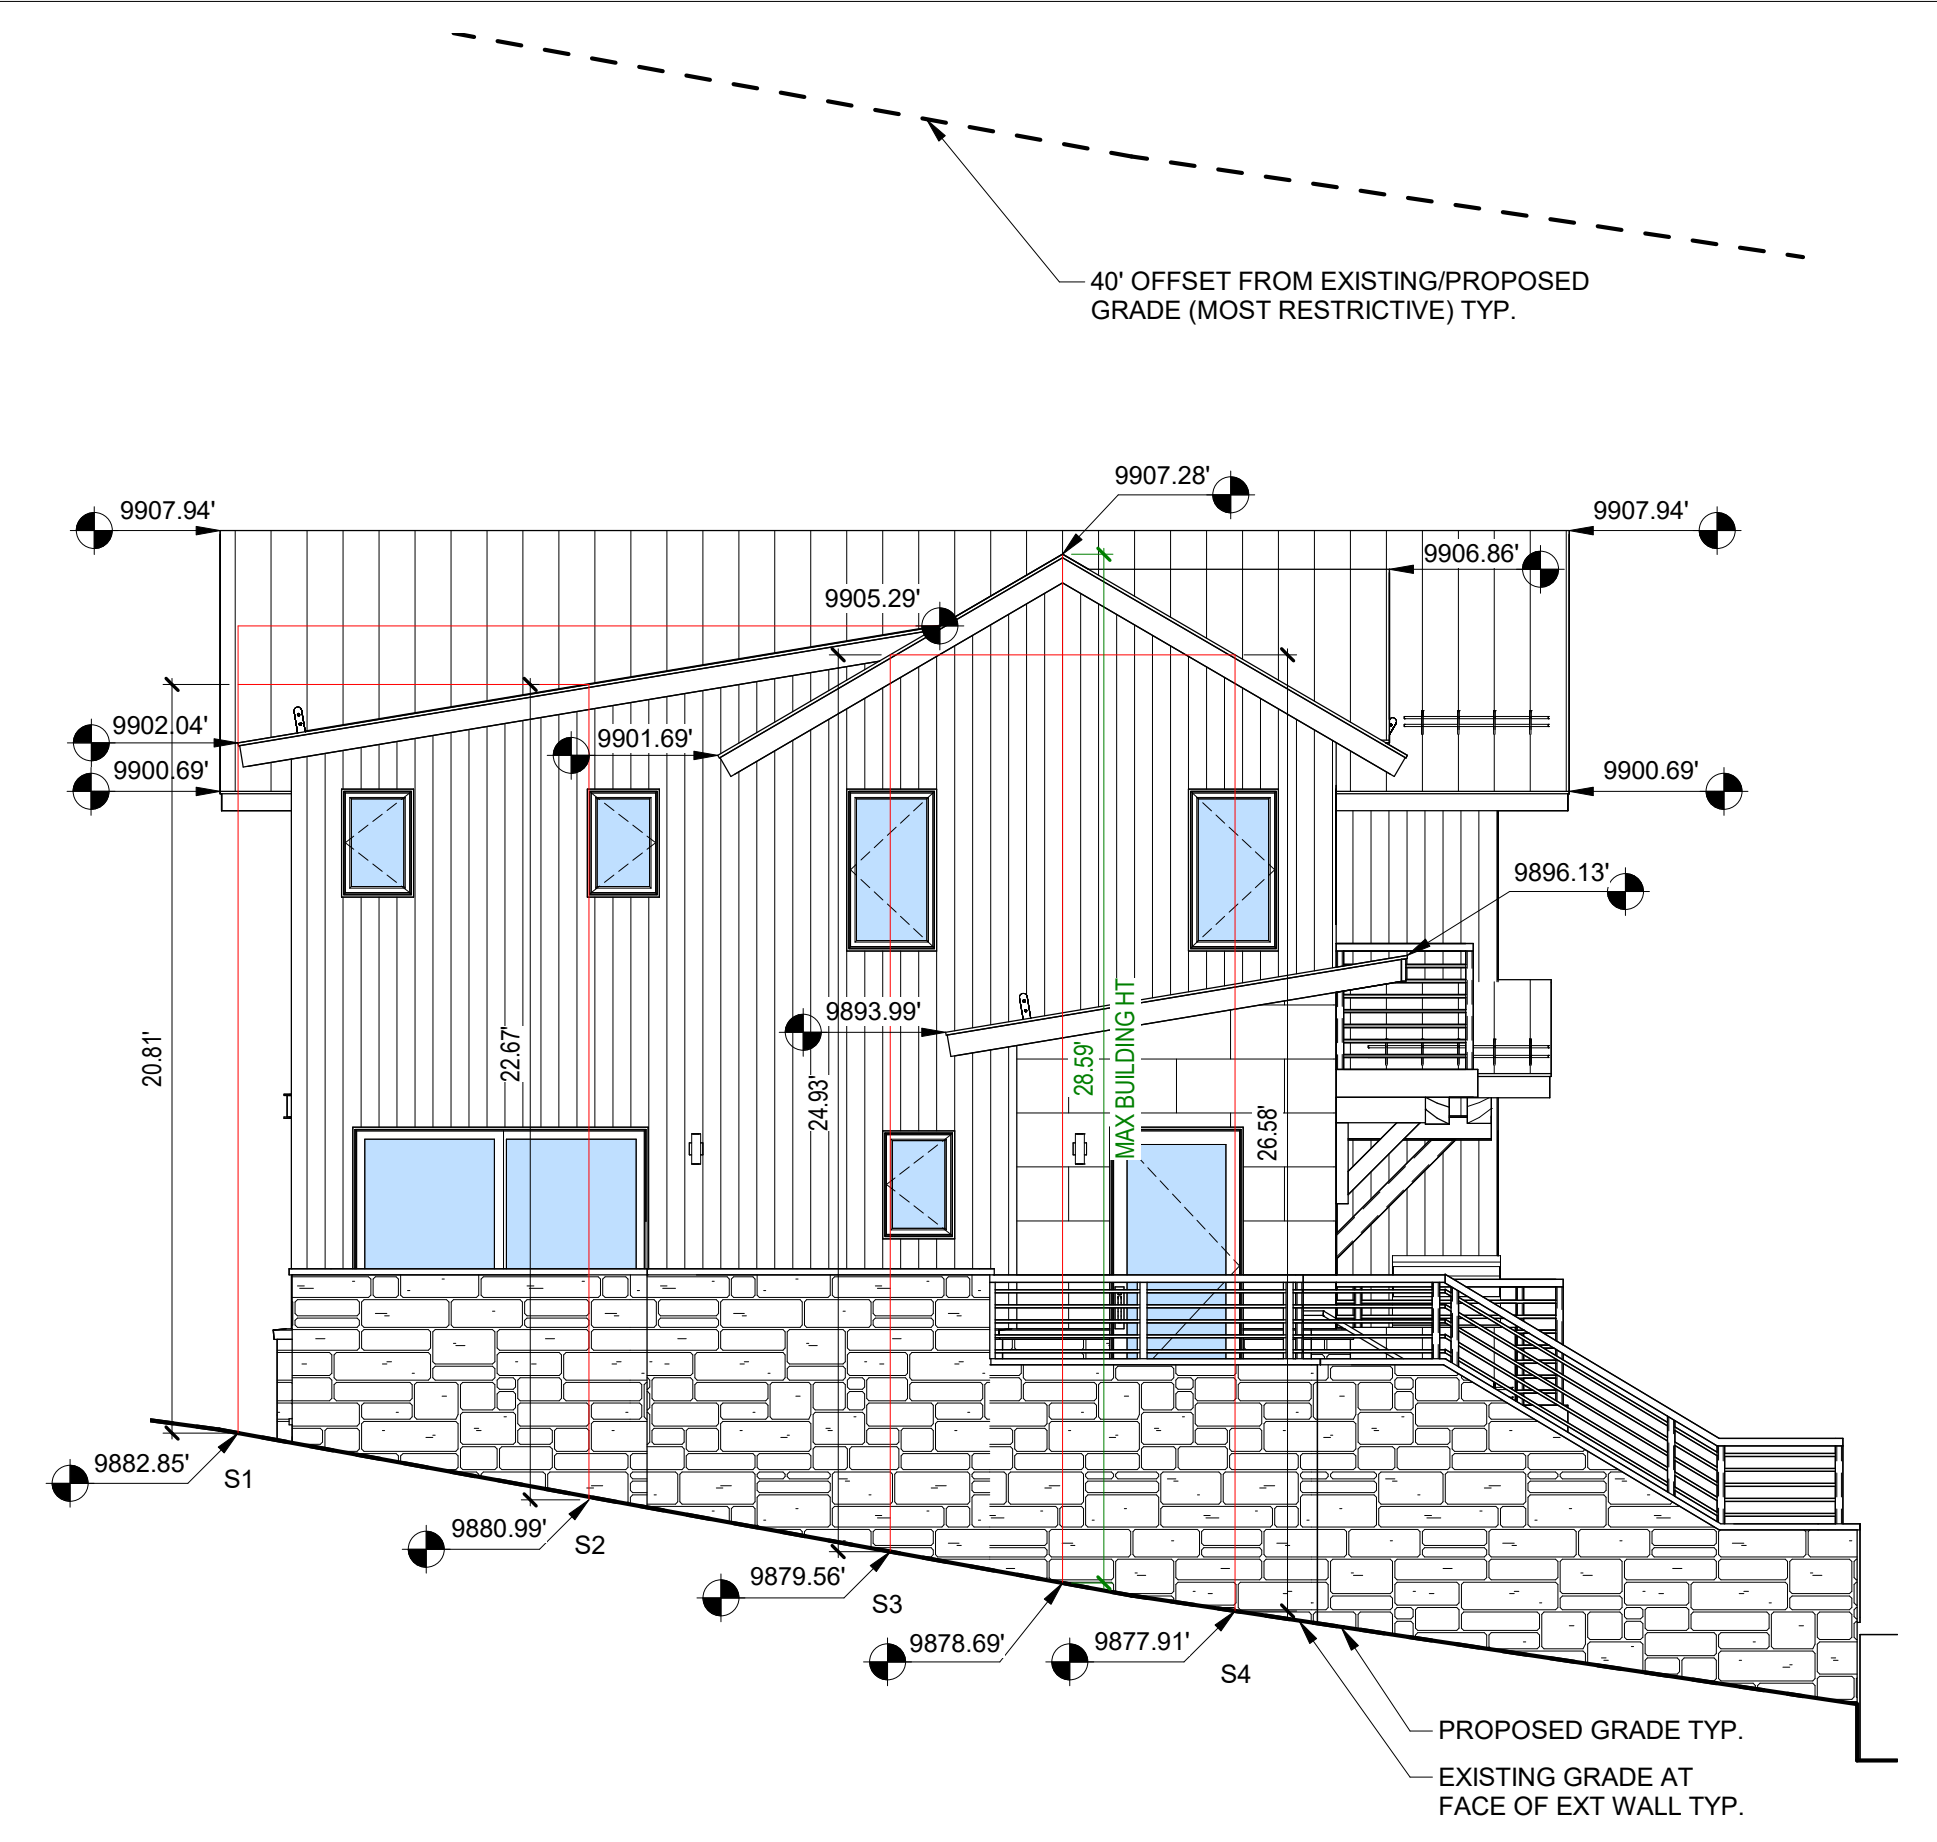 40' OFFSET FROM EXISTING/PROPOSED
GRADE (MOST RESTRICTIVE) TYP.
9907.28'
9907.94'
9907.94'
9906.86'
9905.29'
9902.04'
9901.69'
9900.69'
9900.69'
9896.13'
9893.99'
20.81'
22.67'
24.93'
28.59'
MAX BUILDING HT
26.58'
9882.85'
S1
9880.99'
S2
9879.56'
S3
9878.69'
9877.91'
S4
PROPOSED GRADE TYP.
EXISTING GRADE AT
FACE OF EXT WALL TYP.